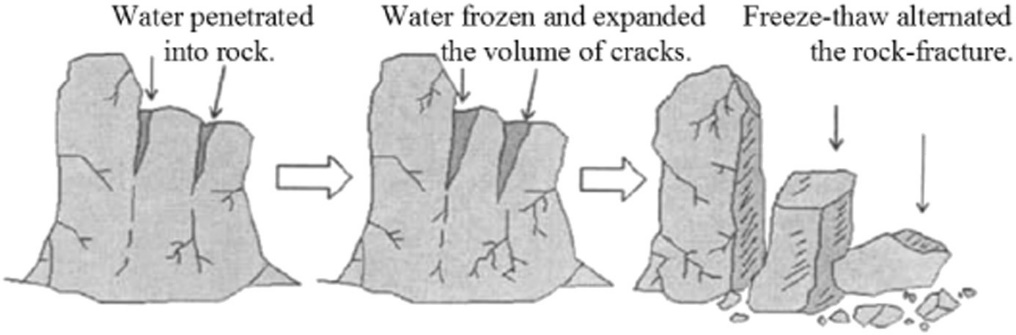 Water penetrated
into rock.
Water frozen and expanded
the volume of cracks.
Freeze-thaw alternated
the rock-fracture.